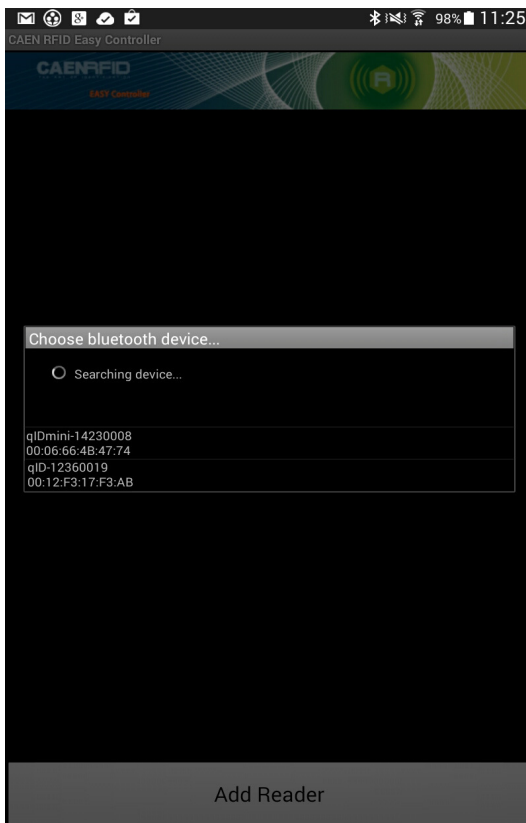 98% 11:25
CAEN RFID Easy Controller
CAENRFID
EASY Controller
R
Choose bluetooth device...
Searching device...
qIDmini-14230008
00:06:66:4B:47:74
qID-12360019
00:12:F3:17:F3:AB
Add Reader